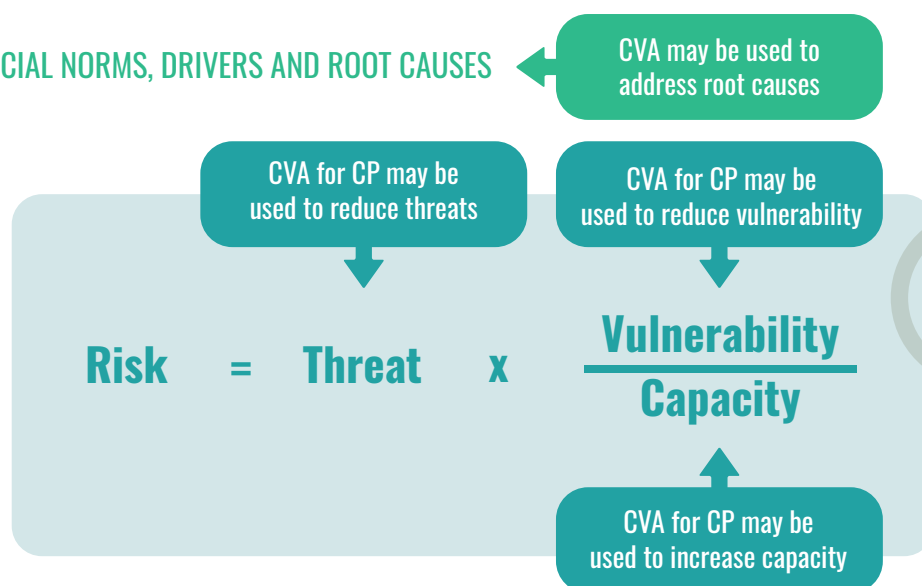 CIAL NORMS, DRIVERS AND ROOT CAUSES
CVA may be used to
address root causes
CVA for CP may be
used to reduce threats
CVA for CP may be
used to reduce vulnerability
Risk = Threat x
Vulnerability
Capacity
CVA for CP may be
used to increase capacity